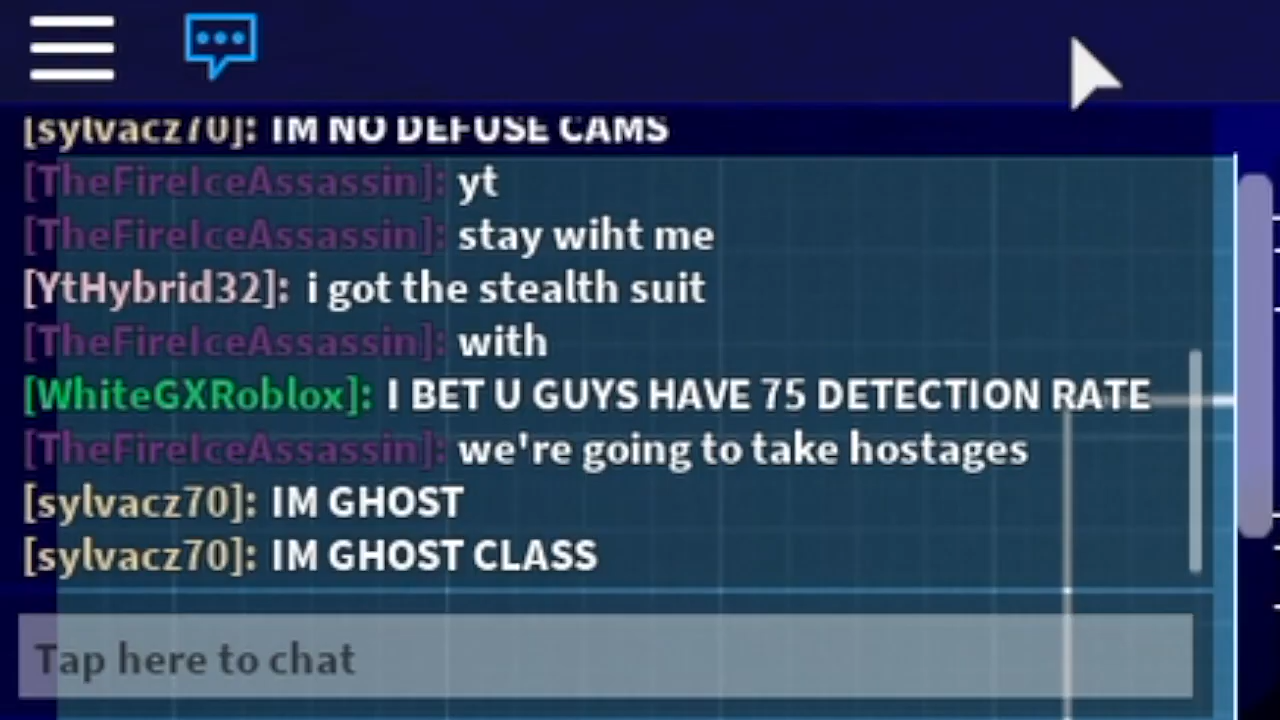 [sylvacz70]: IM NO DEFUSE CAMS
[TheFireIceAssassin]: yt
[TheFireIceAssassin]: stay wiht me
[YtHybrid32]: i got the stealth suit
[TheFireIceAssassin]: with
[WhiteGXRoblox]: I BET U GUYS HAVE 75 DETECTION RATE
[TheFireIceAssassin]: we're going to take hostages
[sylvacz70]: IM GHOST
[sylvacz70]: IM GHOST CLASS
Tap here to chat